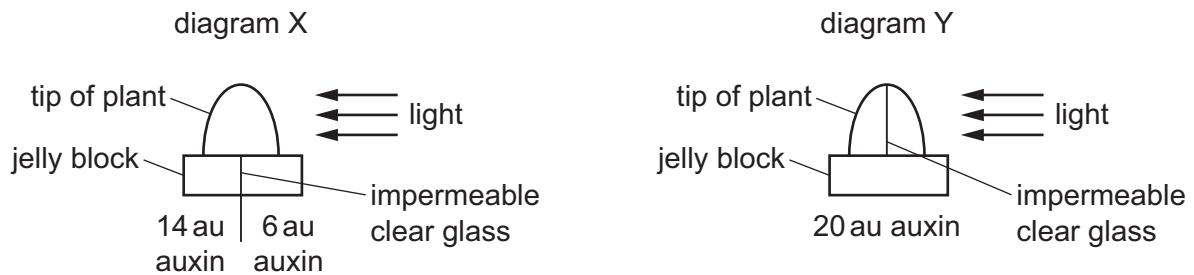 diagram X
tip of plant
light
jelly block
impermeable
clear glass
14 au
auxin
6 au
auxin
diagram Y
tip of plant
light
jelly block
impermeable
clear glass
20 au auxin